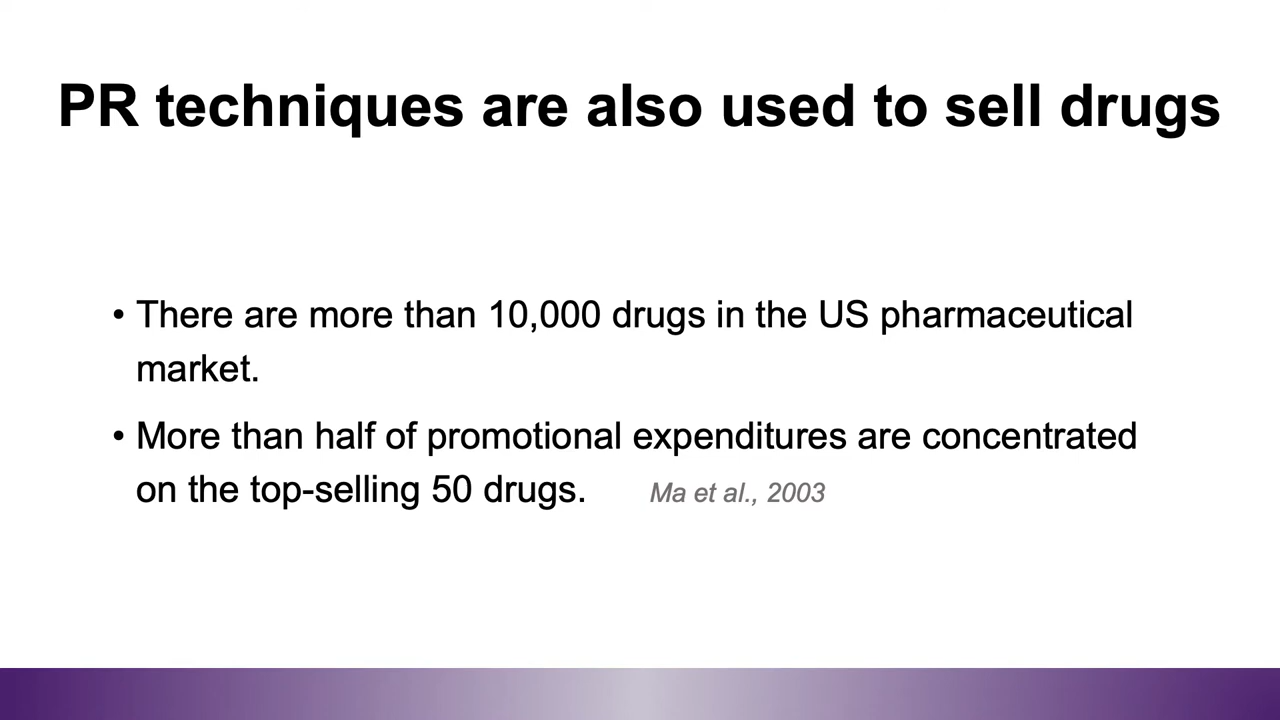 PR techniques are also used to sell drugs
• There are more than 10,000 drugs in the US pharmaceutical
market.
• More than half of promotional expenditures are concentrated
on the top-selling 50 drugs. Ma et al., 2003